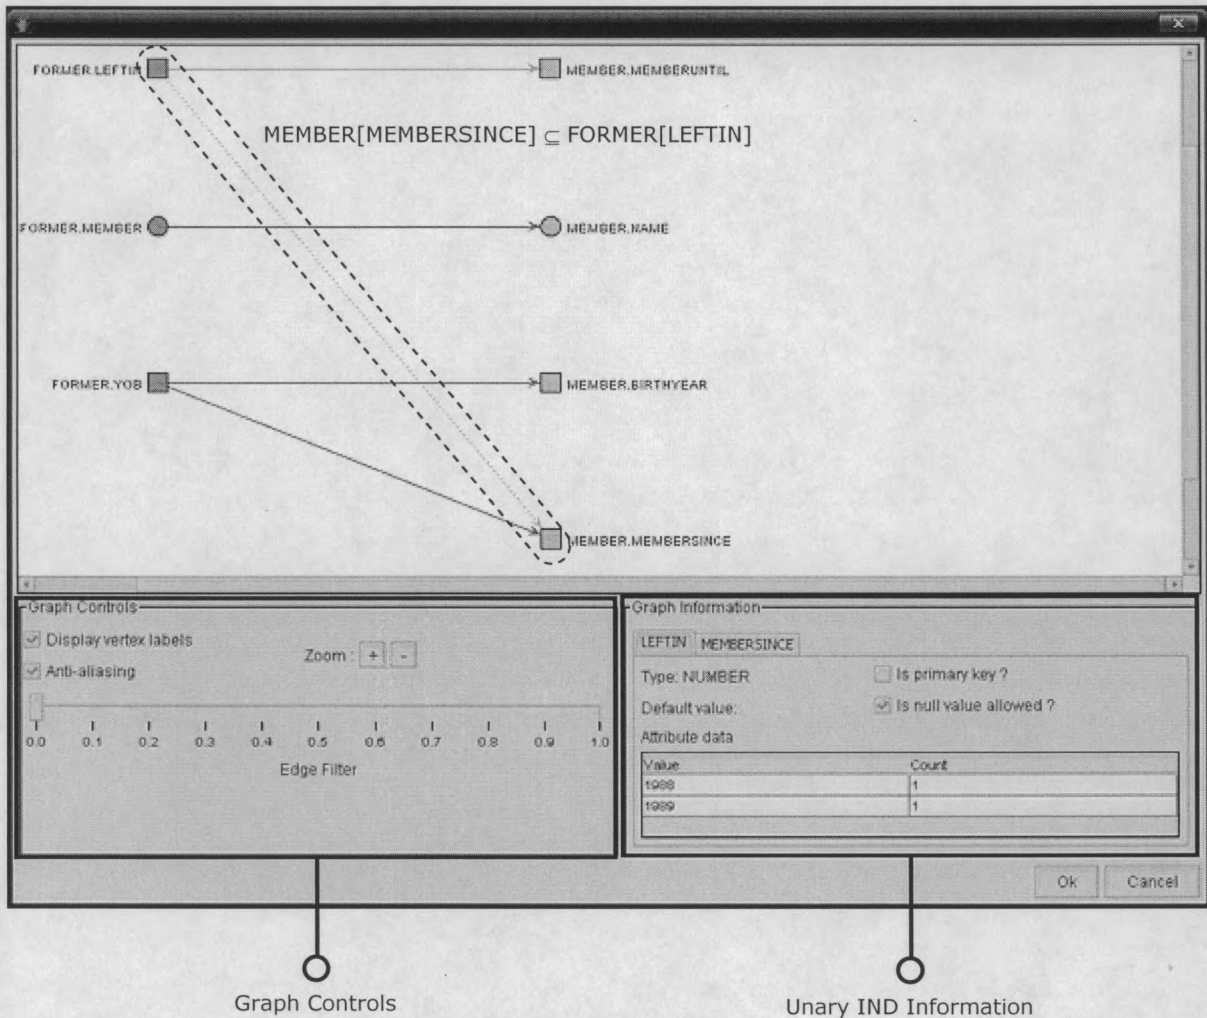 FORMER.LEFTIN
MEMBER.MEMBERUNTIL
MEMBER[MEMBERSINCE] ⊆ FORMER[LEFTIN]
FORMER.MEMBER
MEMBER.NAME
FORMER.YOB
MEMBER.BIRTHYEAR
MEMBER.MEMBERSINCE
Graph Controls
Display vertex labels
Zoom : + -
Anti-aliasing
0.0 0.1 0.2 0.3 0.4 0.5 0.6 0.7 0.8 0.9 1.0
Edge Filter
Graph Information
LEFTIN MEMBERSINCE
Type: NUMBER
Is primary key ?
Default value:
Is null value allowed ?
Attribute data
Value Count
1988 1
1989 1
Ok Cancel
Graph Controls
Unary IND Information